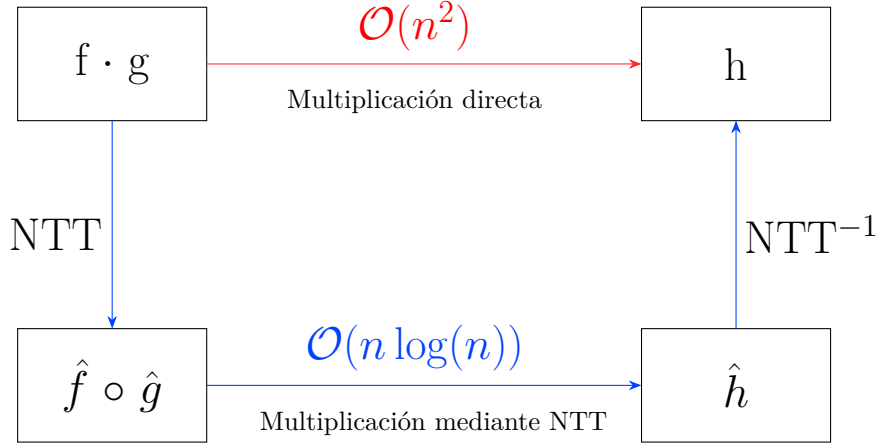 𝒪(n²)
f · g
h
Multiplicación directa
NTT
NTT⁻¹
𝒪(n log(n))
f̂ ∘ ĝ
ĥ
Multiplicación mediante NTT